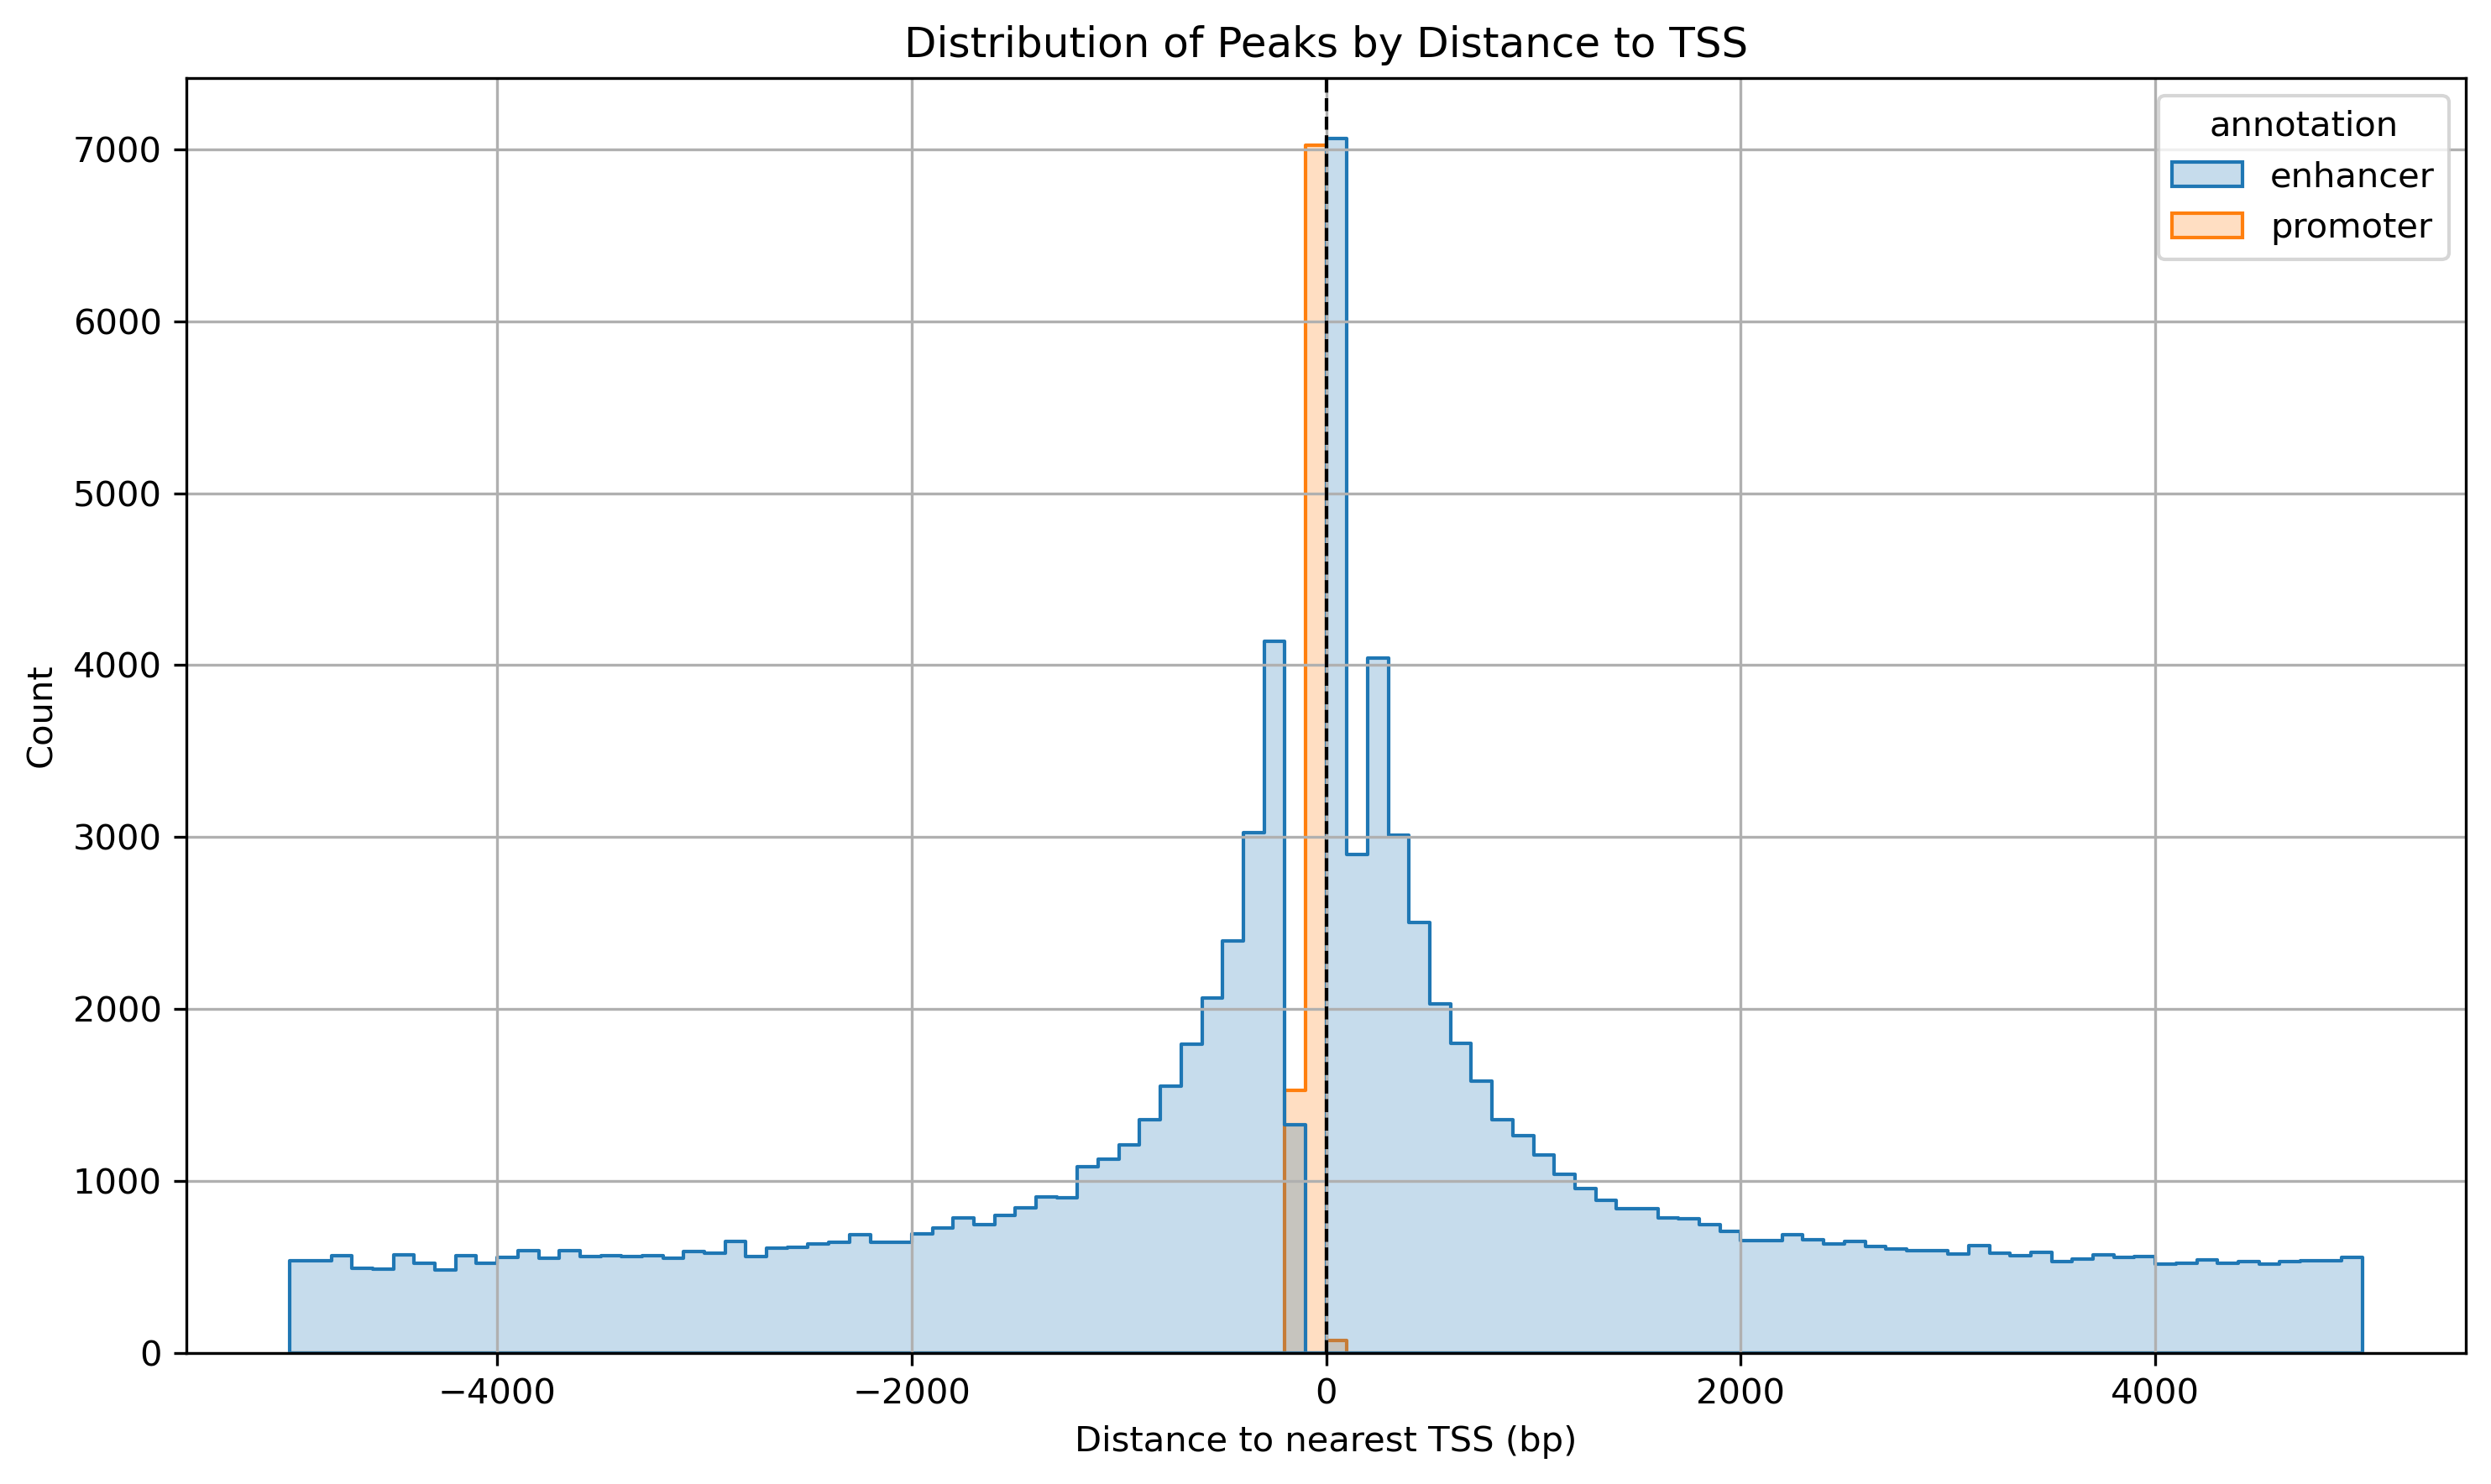 Distribution of Peaks by Distance to TSS
annotation
enhancer
promoter
7000
6000
5000
4000
3000
2000
1000
0
Count
−4000
−2000
0
2000
4000
Distance to nearest TSS (bp)